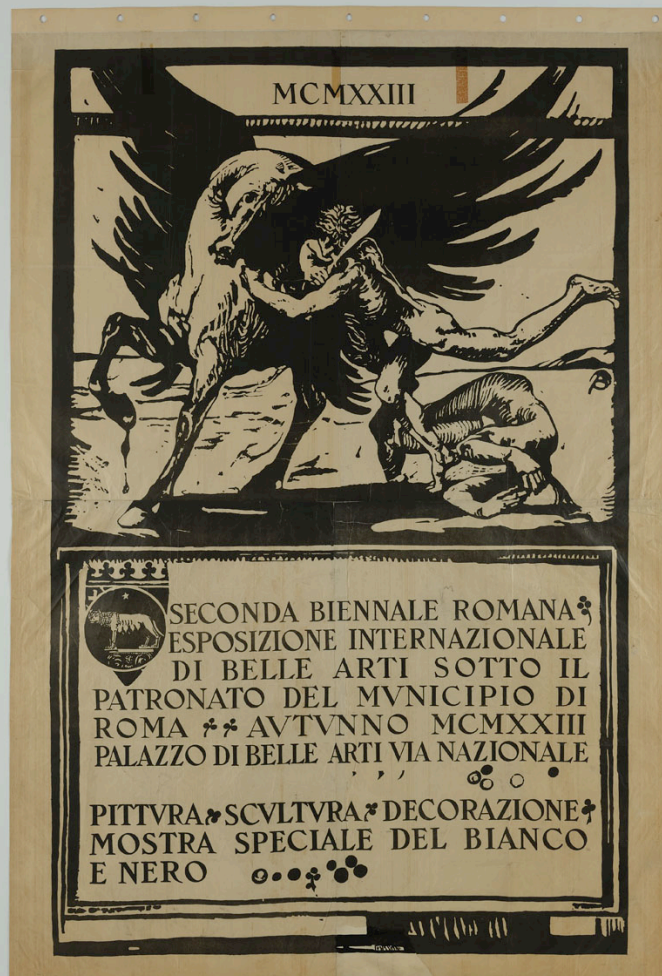 MCMXXIII
SECONDA BIENNALE ROMANA
ESPOSIZIONE INTERNAZIONALE
DI BELLE ARTI SOTTO IL
PATRONATO DEL MVNICIPIO DI
ROMA AVTVNNO MCMXXIII
PALAZZO DI BELLE ARTI VIA NAZIONALE
PITTVRA SCVLTVRA DECORAZIONE
MOSTRA SPECIALE DEL BIANCO
E NERO